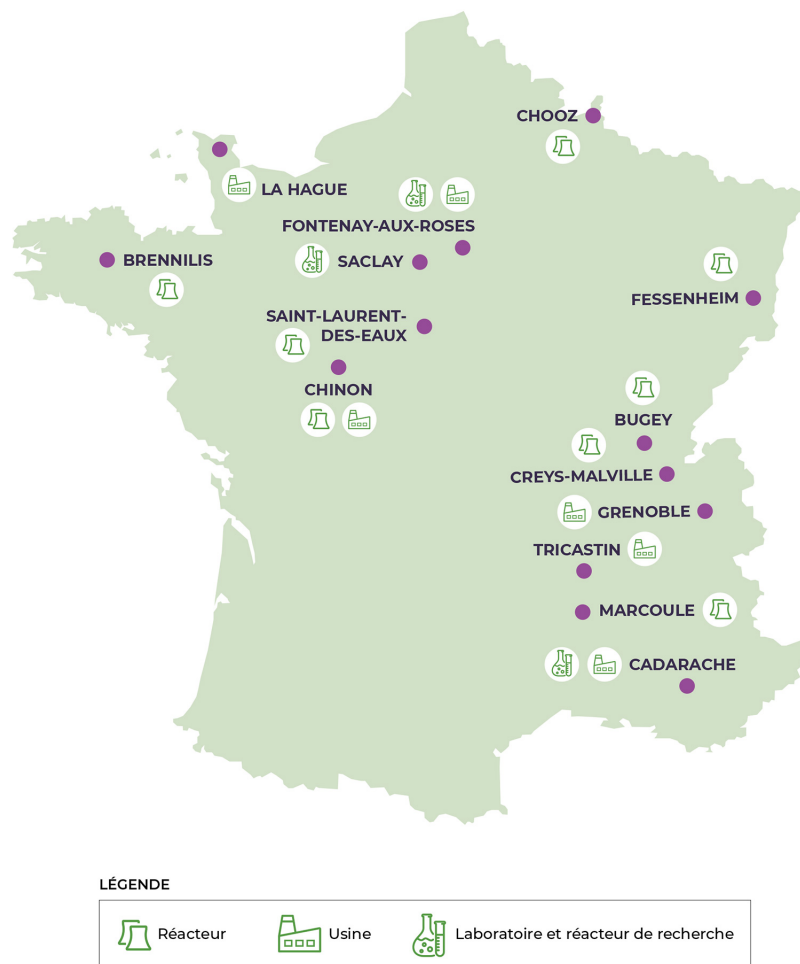 CHOOZ
LA HAGUE
FONTENAY-AUX-ROSES
BRENNILIS
SACLAY
FESSENHEIM
SAINT-LAURENT-
DES-EAUX
CHINON
BUGEY
CREYS-MALVILLE
GRENOBLE
TRICASTIN
MARCOULE
CADARACHE
LÉGENDE
Réacteur
Usine
Laboratoire et réacteur de recherche